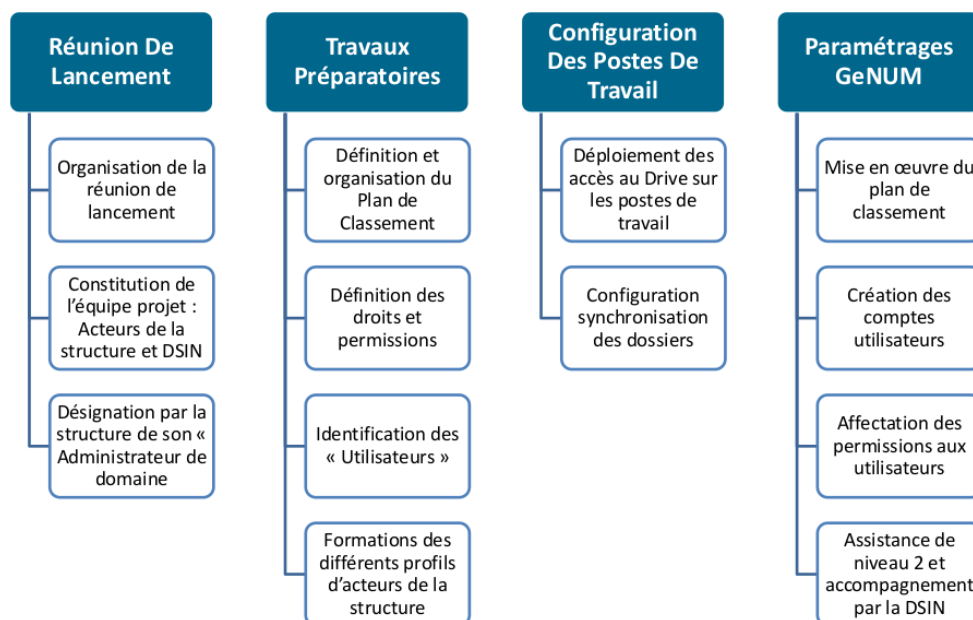 Réunion De
Lancement
Organisation de la
réunion de
lancement
Constitution de
l'équipe projet :
Acteurs de la
structure et DSIN
Désignation par la
structure de son «
Administrateur de
domaine
Travaux
Préparatoires
Définition et
organisation du
Plan de
Classement
Définition des
droits et
permissions
Identification des
« Utilisateurs »
Formations des
différents profils
d'acteurs de la
structure
Configuration
Des Postes De
Travail
Déploiement des
accès au Drive sur
les postes de
travail
Configuration
synchronisation
des dossiers
Paramétrages
GeNUM
Mise en œuvre du
plan de
classement
Création des
comptes
utilisateurs
Affectation des
permissions aux
utilisateurs
Assistance de
niveau 2 et
accompagnement
par la DSIN